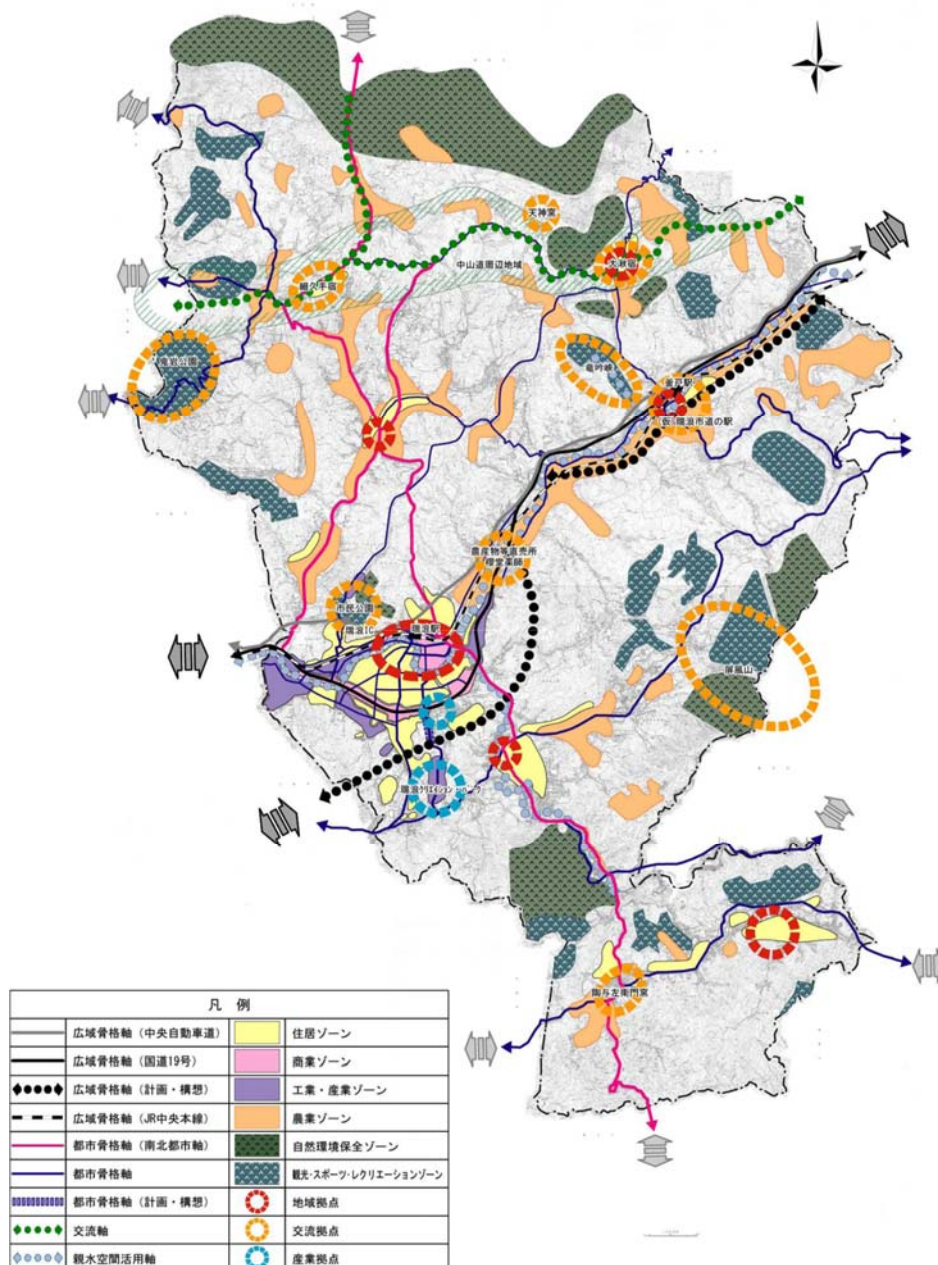 天神窯
中山道周辺地域
大湫宿
細久手宿
鬼岩公園
竜吟峡
釜戸駅
仮)瑞浪市道の駅
農産物等直売所
櫻堂薬師
市民公園
瑞浪IC
瑞浪駅
屏風山
瑞浪クリエイション・パーク
陶与左衛門窯
凡 例
広域骨格軸(中央自動車道)
住居ゾーン
広域骨格軸(国道19号)
商業ゾーン
広域骨格軸(計画・構想)
工業・産業ゾーン
広域骨格軸(JR中央本線)
農業ゾーン
都市骨格軸(南北都市軸)
自然環境保全ゾーン
都市骨格軸
観光・スポーツ・レクリエーションゾーン
都市骨格軸(計画・構想)
地域拠点
交流軸
交流拠点
親水空間活用軸
産業拠点